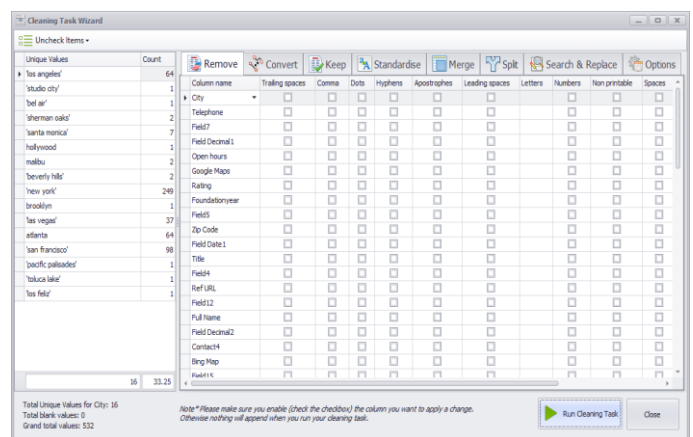 Cleaning Task Wizard
Uncheck Items
Unique Values Count
'los angeles' 64
'studio city' 1
'bel air' 1
'sherman oaks' 2
'santa monica' 7
hollywood 1
malibu 2
'beverly hills' 2
'new york' 249
brooklyn 1
'las vegas' 37
atlanta 64
'san francisco' 98
'pacific palisades' 1
'toluca lake' 1
'los feliz' 1
16 33.25
Remove Convert Keep Standardise Merge Split Search & Replace Options
Column name Trailing spaces Comma Dots Hyphens Apostrophes Leading spaces Letters Numbers Non printable Spaces
City
Telephone
Field7
Field Decimal1
Open hours
Google Maps
Rating
Foundationyear
Field5
Zip Code
Field Date1
Title
Field4
Ref URL
Field12
Full Name
Field Decimal2
Contact4
Bing Map
Field15
Total Unique Values for City: 16
Total blank values: 0
Grand total values: 532
Note* Please make sure you enable (check the checkbox) the column you want to apply a change.
Otherwise nothing will append when you run your cleaning task.
Run Cleaning Task
Close